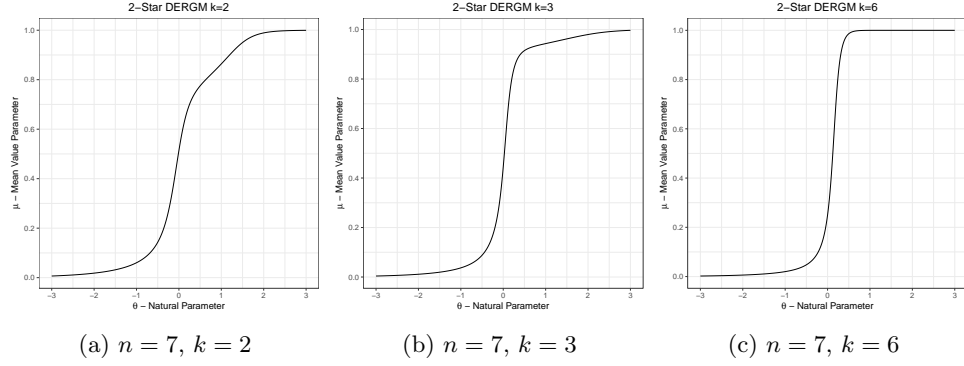 2-Star DERGM k=2
μ − Mean Value Parameter
1.0
0.8
0.6
0.4
0.2
0.0
−3 −2 −1 0 1 2 3
θ − Natural Parameter
(a) n = 7, k = 2
2-Star DERGM k=3
μ − Mean Value Parameter
1.0
0.8
0.6
0.4
0.2
0.0
−3 −2 −1 0 1 2 3
θ − Natural Parameter
(b) n = 7, k = 3
2-Star DERGM k=6
μ − Mean Value Parameter
1.0
0.8
0.6
0.4
0.2
0.0
−3 −2 −1 0 1 2 3
θ − Natural Parameter
(c) n = 7, k = 6